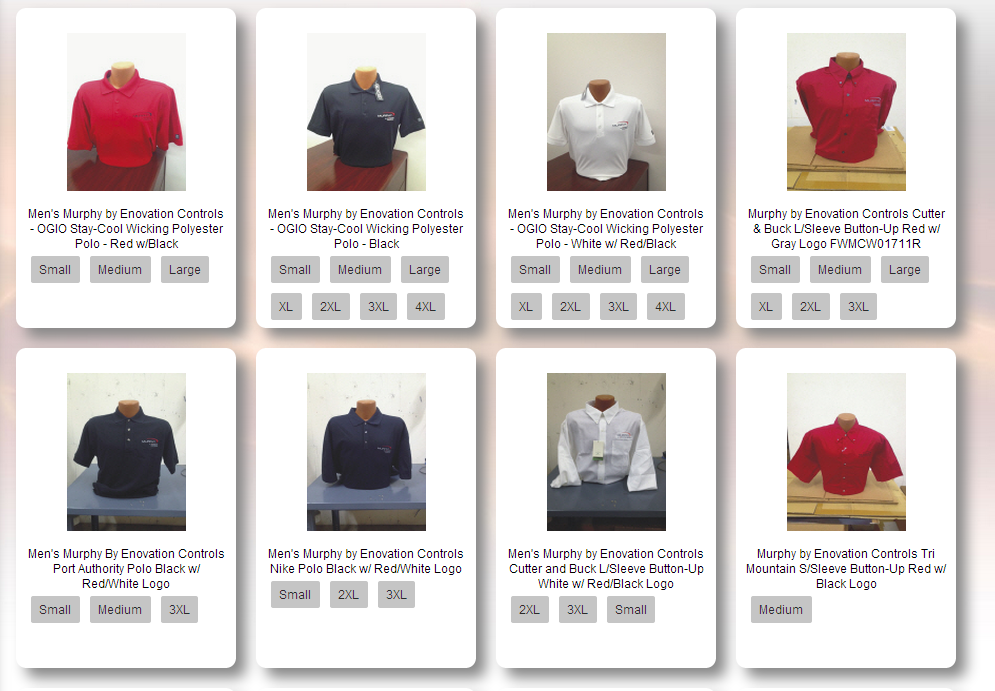 Men's Murphy by Enovation Controls
- OGIO Stay-Cool Wicking Polyester
Polo - Red w/Black
Small Medium Large
Men's Murphy by Enovation Controls
- OGIO Stay-Cool Wicking Polyester
Polo - Black
Small Medium Large
XL 2XL 3XL 4XL
Men's Murphy by Enovation Controls
- OGIO Stay-Cool Wicking Polyester
Polo - White w/ Red/Black
Small Medium Large
XL 2XL 3XL 4XL
Murphy by Enovation Controls Cutter
& Buck L/Sleeve Button-Up Red w/
Gray Logo FWMCW01711R
Small Medium Large
XL 2XL 3XL
Men's Murphy By Enovation Controls
Port Authority Polo Black w/
Red/White Logo
Small Medium 3XL
Men's Murphy by Enovation Controls
Nike Polo Black w/ Red/White Logo
Small 2XL 3XL
Men's Murphy by Enovation Controls
Cutter and Buck L/Sleeve Button-Up
White w/ Red/Black Logo
2XL 3XL Small
Murphy by Enovation Controls Tri
Mountain S/Sleeve Button-Up Red w/
Black Logo
Medium